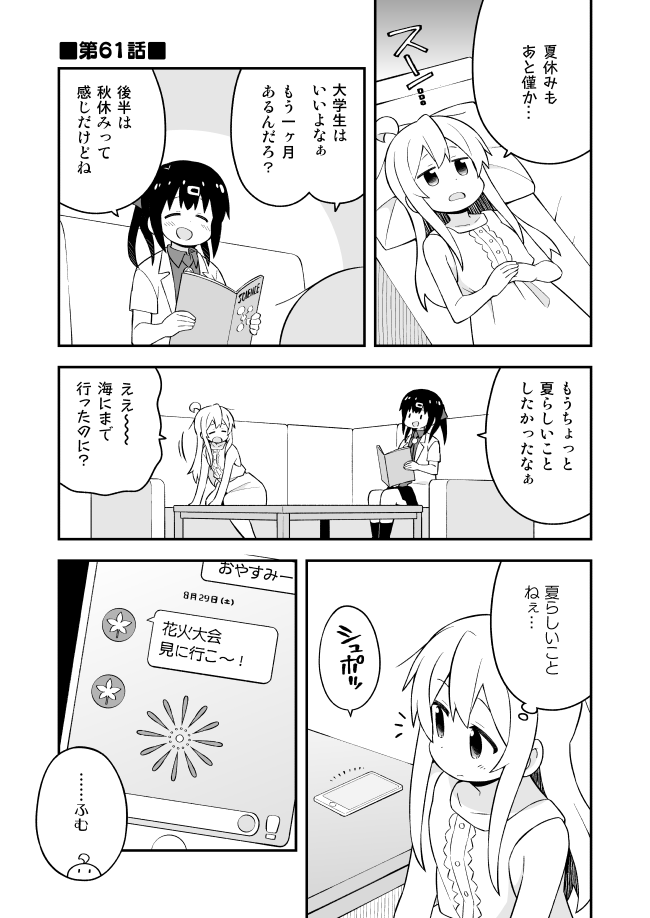 ■第61話■
夏休みも
あと僅か…
スーン…
大学生は
いいよなぁ
もう一ヶ月
あるんだろ?
後半は
秋休みって
感じだけどね
SCIENCE
もうちょっと
夏らしいこと
したかったなぁ
ええ〜〜
海にまで
行ったのに?
夏らしいこと
ねぇ…
シュポッ
おやすみー
8月29日(土)
花火大会
見に行こ〜!
……ふむ